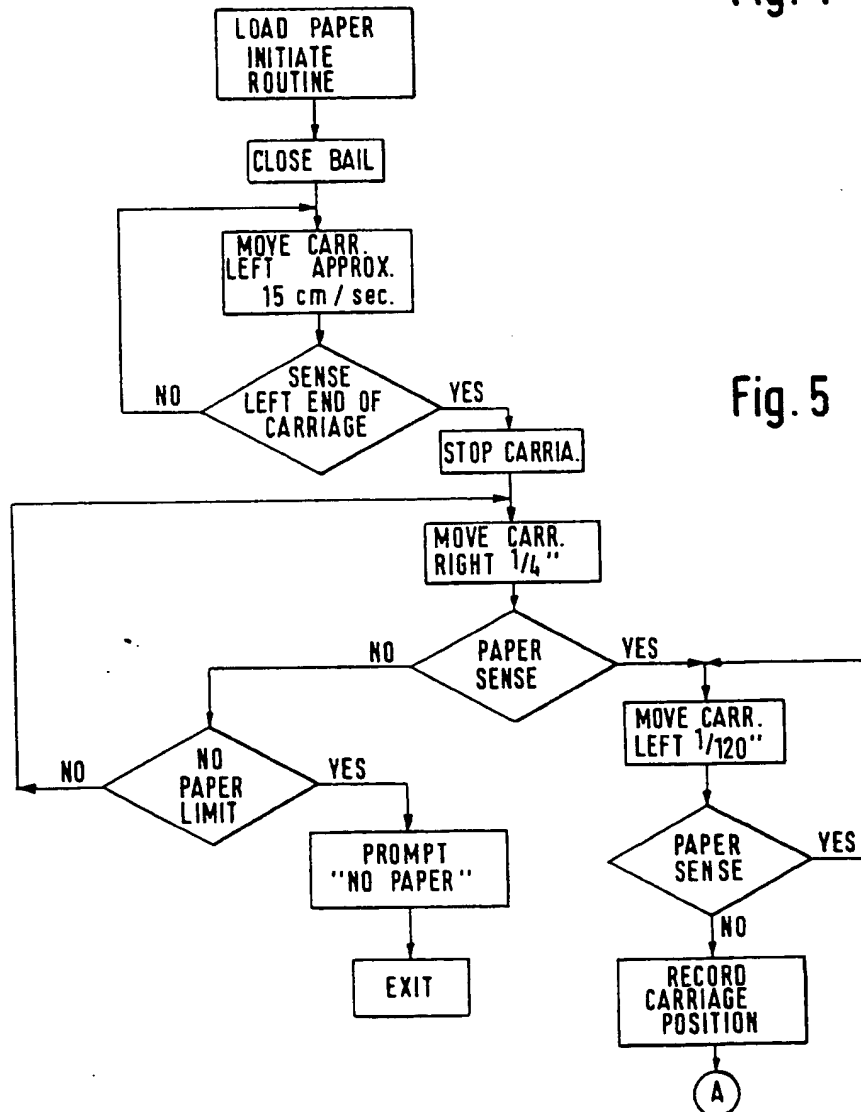 LOAD PAPER
INITIATE
ROUTINE
CLOSE BAIL
MOVE CARR.
LEFT APPROX.
15 cm/sec.
SENSE
LEFT END OF
CARRIAGE
NO
YES
Fig. 5
STOP CARRIA.
MOVE CARR.
RIGHT 1/4"
PAPER
SENSE
NO
YES
MOVE CARR.
LEFT 1/120"
NO
PAPER
LIMIT
NO
YES
PROMPT
"NO PAPER"
EXIT
PAPER
SENSE
YES
NO
RECORD
CARRIAGE
POSITION
A